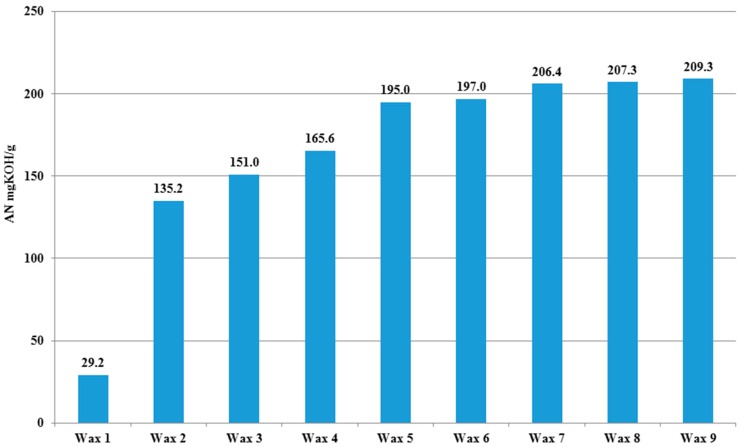 250
200
150
100
50
0
AN mgKOH/g
29.2
135.2
151.0
165.6
195.0
197.0
206.4
207.3
209.3
Wax 1
Wax 2
Wax 3
Wax 4
Wax 5
Wax 6
Wax 7
Wax 8
Wax 9